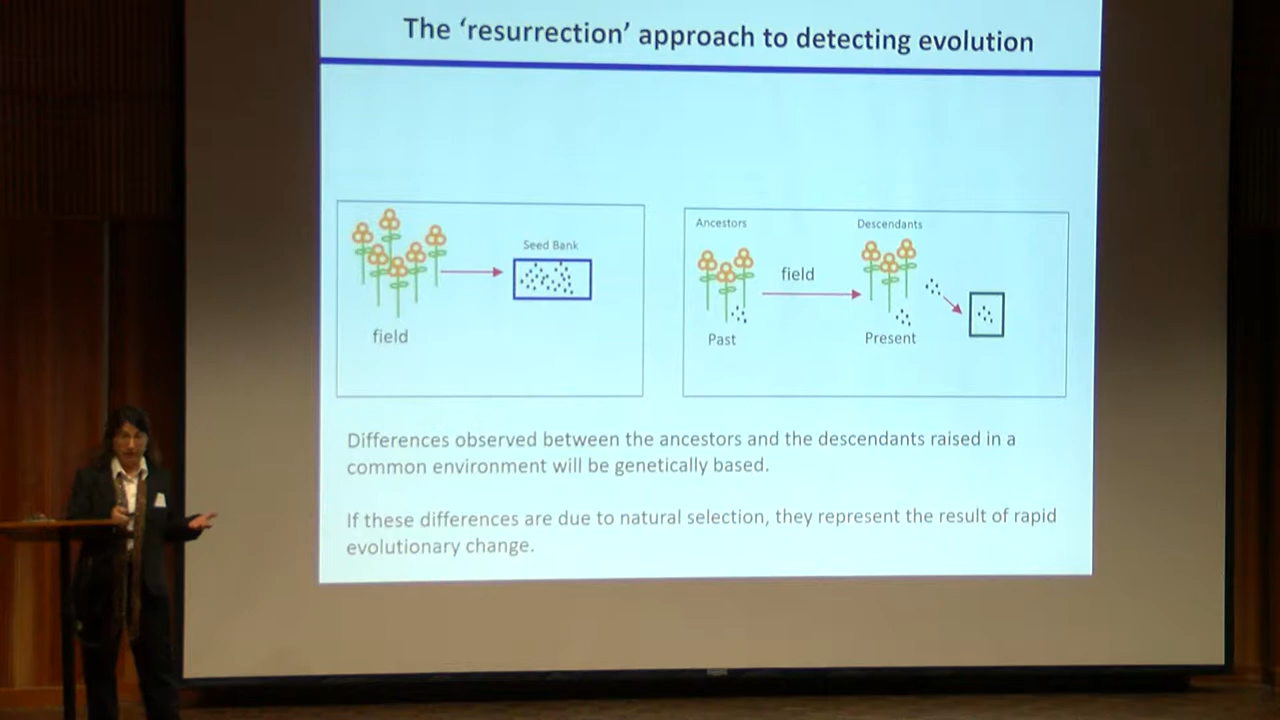 The ‘resurrection’ approach to detecting evolution
Seed Bank
field
Ancestors
Descendants
field
Past
Present
Differences observed between the ancestors and the descendants raised in a
common environment will be genetically based.
If these differences are due to natural selection, they represent the result of rapid
evolutionary change.